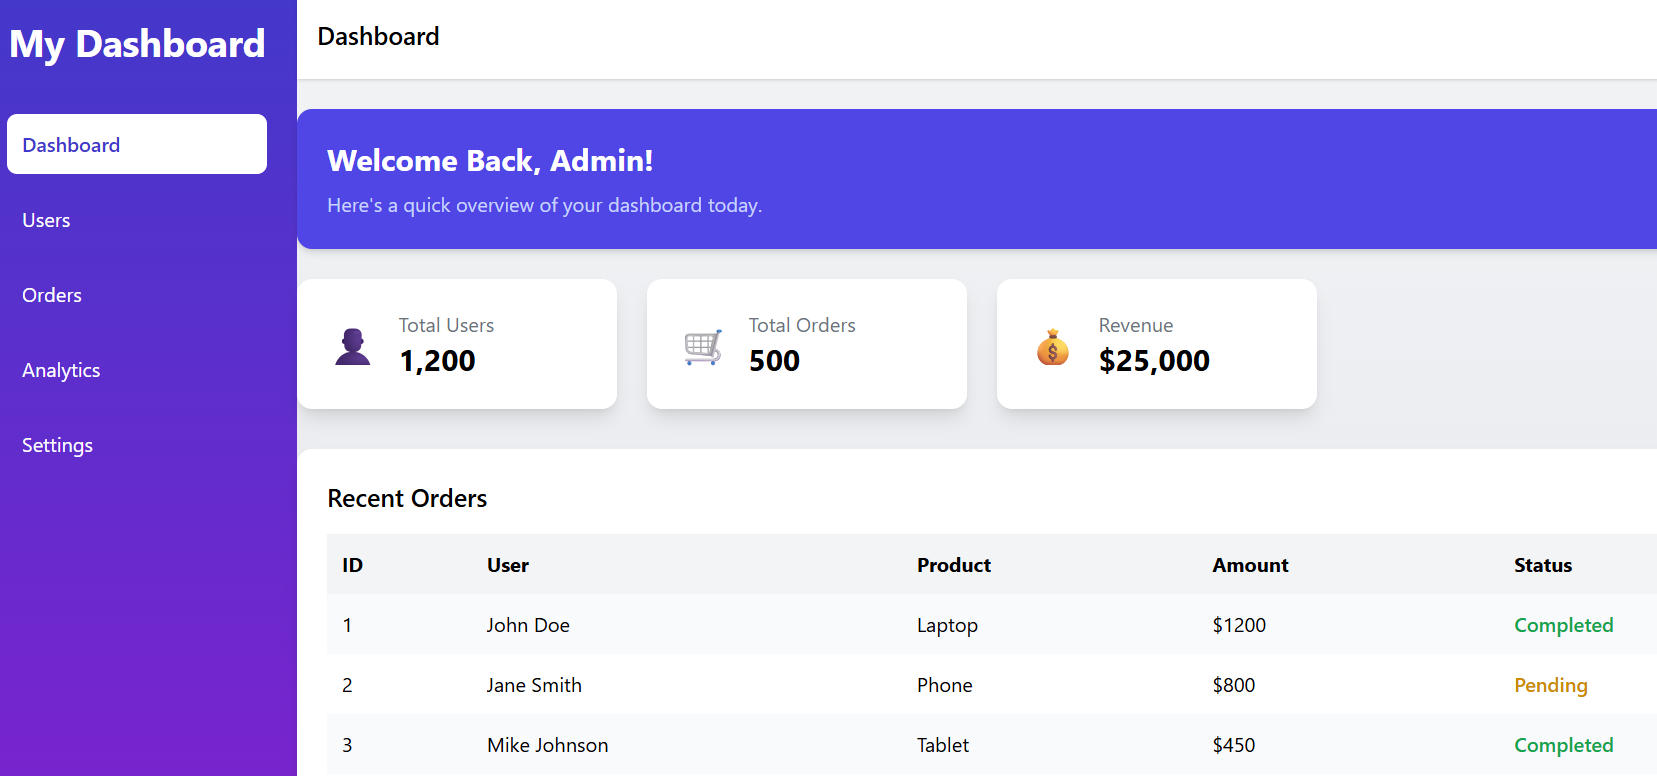 My Dashboard
Dashboard
Users
Orders
Analytics
Settings
Dashboard
Welcome Back, Admin!
Here's a quick overview of your dashboard today.
Total Users
1,200
Total Orders
500
Revenue
$25,000
Recent Orders
ID User Product Amount Status
1 John Doe Laptop $1200 Completed
2 Jane Smith Phone $800 Pending
3 Mike Johnson Tablet $450 Completed